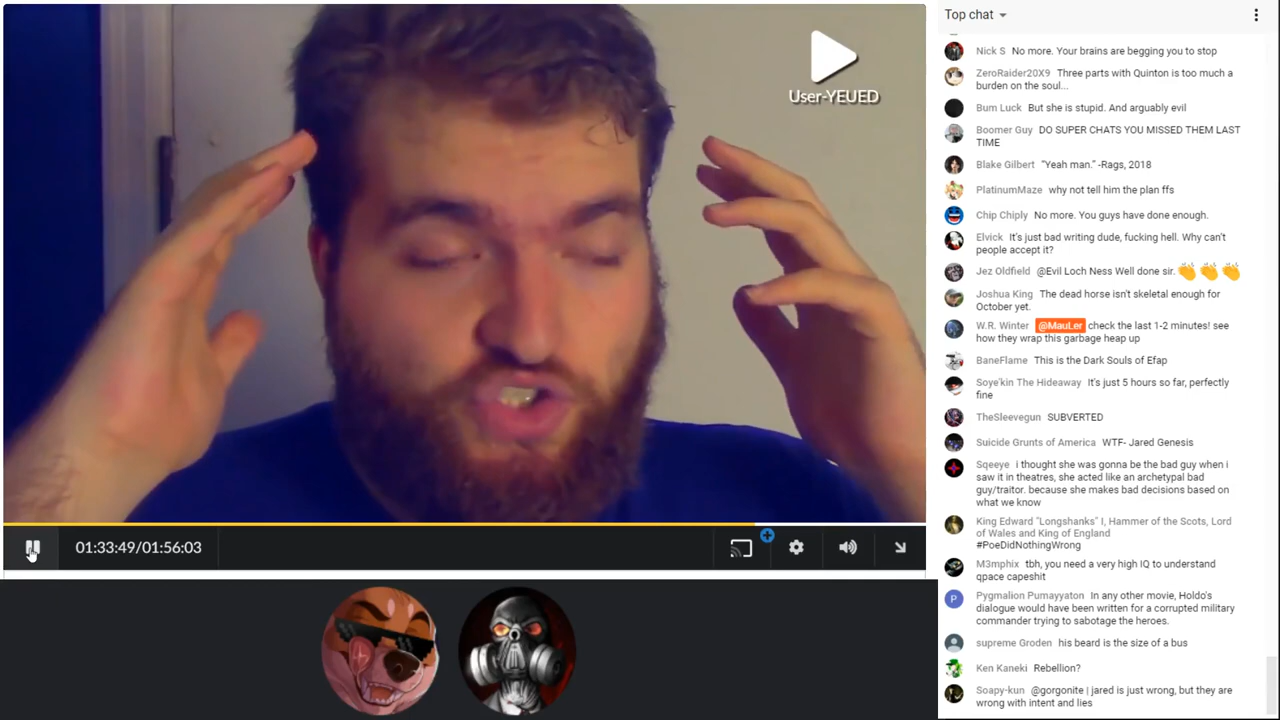 User-YEUED
01:33:49/01:56:03
Top chat
Nick S No more. Your brains are begging you to stop
ZeroRaider20X9 Three parts with Quinton is too much a
burden on the soul...
Bum Luck But she is stupid. And arguably evil
Boomer Guy DO SUPER CHATS YOU MISSED THEM LAST
TIME
Blake Gilbert “Yeah man.” -Rags, 2018
PlatinumMaze why not tell him the plan ffs
Chip Chiply No more. You guys have done enough.
Elvick It's just bad writing dude, fucking hell. Why can't
people accept it?
Jez Oldfield @Evil Loch Ness Well done sir. 👏 👏 👏
Joshua King The dead horse isn't skeletal enough for
October yet.
W.R. Winter @MauLer check the last 1-2 minutes! see
how they wrap this garbage heap up
BaneFlame This is the Dark Souls of Efap
Soye'kin The Hideaway It's just 5 hours so far, perfectly
fine
TheSleevegun SUBVERTED
Suicide Grunts of America WTF- Jared Genesis
Sqeeye i thought she was gonna be the bad guy when i
saw it in theatres, she acted like an archetypal bad
guy/traitor. because she makes bad decisions based on
what we know
King Edward "Longshanks" I, Hammer of the Scots, Lord
of Wales and King of England
#PoeDidNothingWrong
M3mphix tbh, you need a very high IQ to understand
qpace capeshit
P Pygmalion Pumayyaton In any other movie, Holdo's
dialogue would have been written for a corrupted military
commander trying to sabotage the heroes.
supreme Groden his beard is the size of a bus
Ken Kaneki Rebellion?
Soapy-kun @gorgonite | jared is just wrong, but they are
wrong with intent and lies